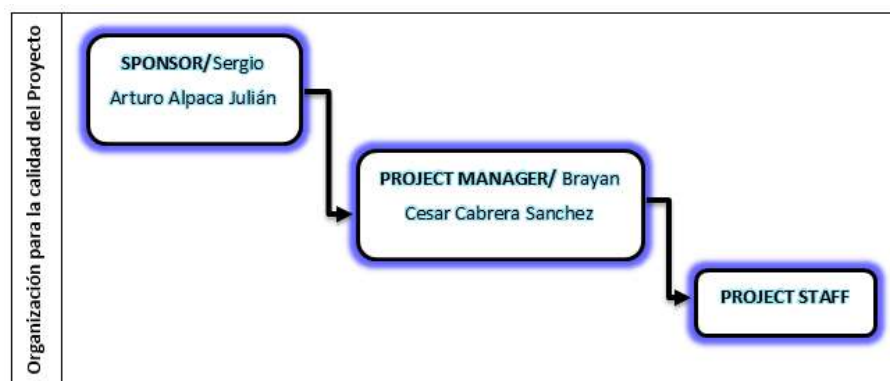 Organización para la calidad del Proyecto
SPONSOR/Sergio
Arturo Alpaca Julián
PROJECT MANAGER/ Brayan
Cesar Cabrera Sanchez
PROJECT STAFF